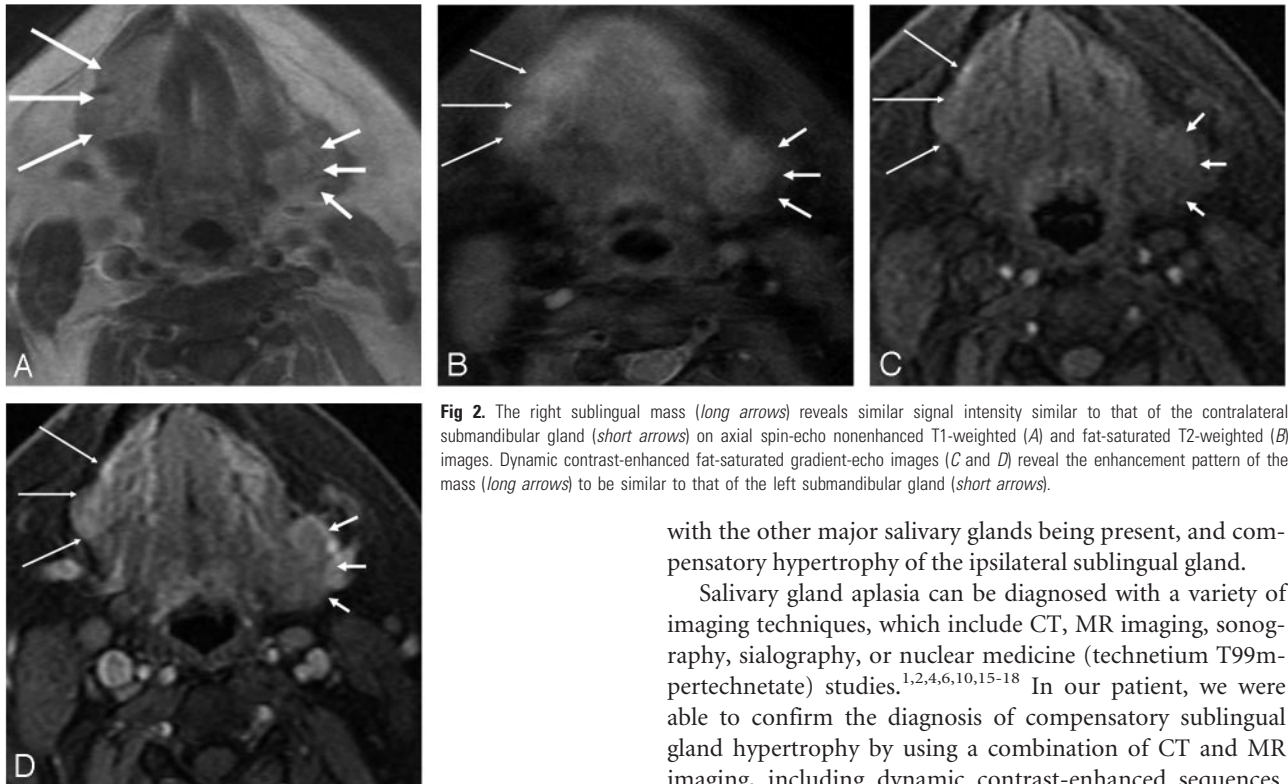 A
B
C
D
Fig 2. The right sublingual mass (long arrows) reveals similar signal intensity similar to that of the contralateral
submandibular gland (short arrows) on axial spin-echo nonenhanced T1-weighted (A) and fat-saturated T2-weighted (B)
images. Dynamic contrast-enhanced fat-saturated gradient-echo images (C and D) reveal the enhancement pattern of the
mass (long arrows) to be similar to that of the left submandibular gland (short arrows).
with the other major salivary glands being present, and com-
pensatory hypertrophy of the ipsilateral sublingual gland.
Salivary gland aplasia can be diagnosed with a variety of
imaging techniques, which include CT, MR imaging, sonog-
raphy, sialography, or nuclear medicine (technetium T99m-
pertechnetate) studies.1,2,4,6,10,15-18 In our patient, we were
able to confirm the diagnosis of compensatory sublingual
gland hypertrophy by using a combination of CT and MR
imaging, including dynamic contrast-enhanced sequences.